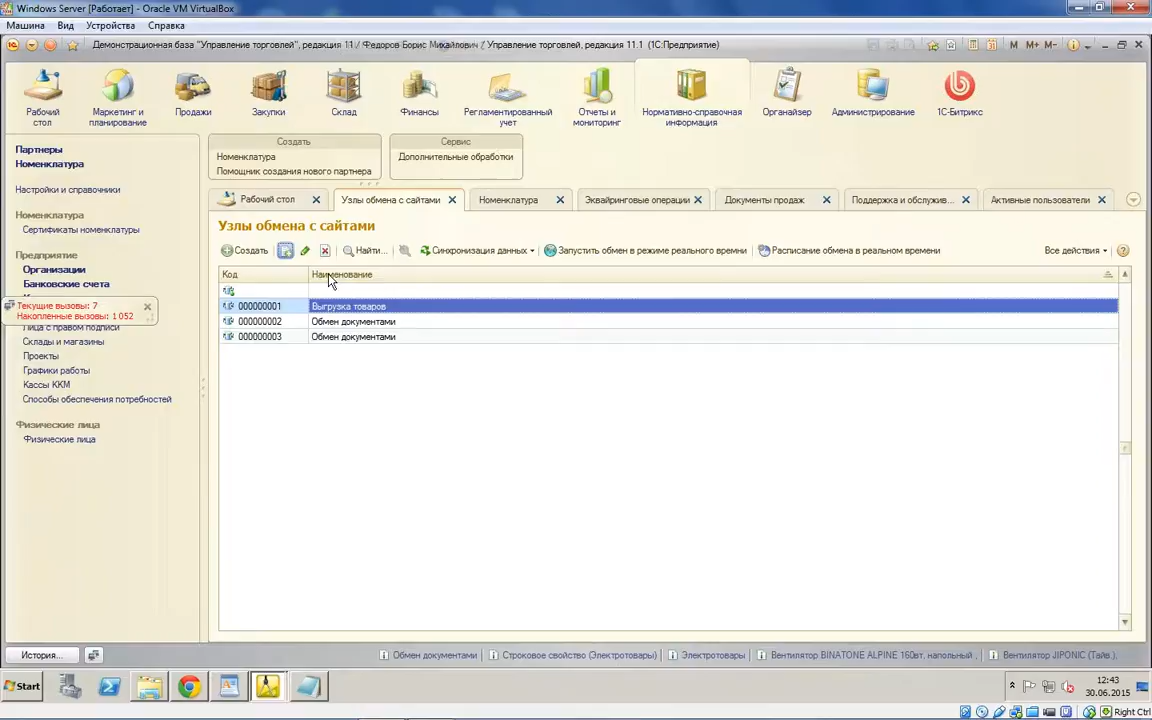 Windows Server [Работает] - Oracle VM VirtualBox
Машина Вид Устройства Справка
Демонстрационная база "Управление торговлей", редакция 11 / Федоров Борис Михайлович / Управление торговлей, редакция 11.1 (1С:Предприятие)
M M+ M-
Рабочий стол
Маркетинг и планирование
Продажи
Закупки
Склад
Финансы
Регламентированный учет
Отчеты и мониторинг
Нормативно-справочная информация
Органайзер
Администрирование
1С-Битрикс
Партнеры
Номенклатура
Настройки и справочники
Номенклатура
Сертификаты номенклатуры
Предприятие
Организации
Банковские счета
Текущие вызовы: 7
Накопленные вызовы: 1 052
Лица с правом подписи
Склады и магазины
Проекты
Графики работы
Кассы ККМ
Способы обеспечения потребностей
Физические лица
Физические лица
Создать
Номенклатура
Помощник создания нового партнера
Сервис
Дополнительные обработки
Рабочий стол
Узлы обмена с сайтами
Номенклатура
Эквайринговые операции
Документы продаж
Поддержка и обслужив...
Активные пользователи
Узлы обмена с сайтами
Создать
Найти...
Синхронизация данных
Запустить обмен в режиме реального времни
Расписание обмена в реальном времени
Все действия
Код Наименование
000000001 Выгрузка товаров
000000002 Обмен документами
000000003 Обмен документами
История...
Обмен документами
Строковое свойство (Электротовары)
Электротовары
Вентилятор BINATONE ALPINE 160вт, напольный ,
Вентилятор JIPONIC (Тайв.),
Start
12:43
30.06.2015
Right Ctrl